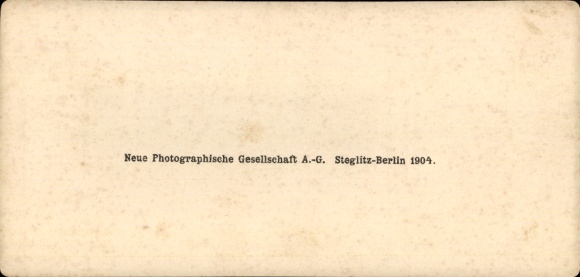 Neue Photographische Gesellschaft A.-G. Steglitz-Berlin 1904.